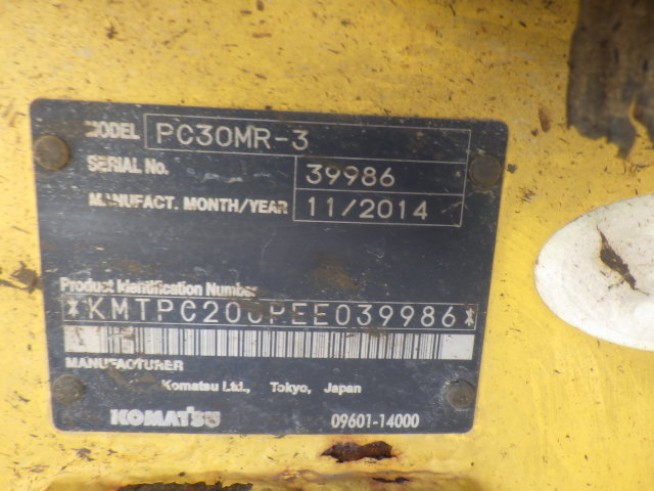 MODEL PC30MR-3
SERIAL No. 39986
MANUFACT. MONTH/YEAR 11/2014
Product Identification Number
MANUFACTURER
Komatsu Ltd., Tokyo, Japan
KOMATSU 09601-14000